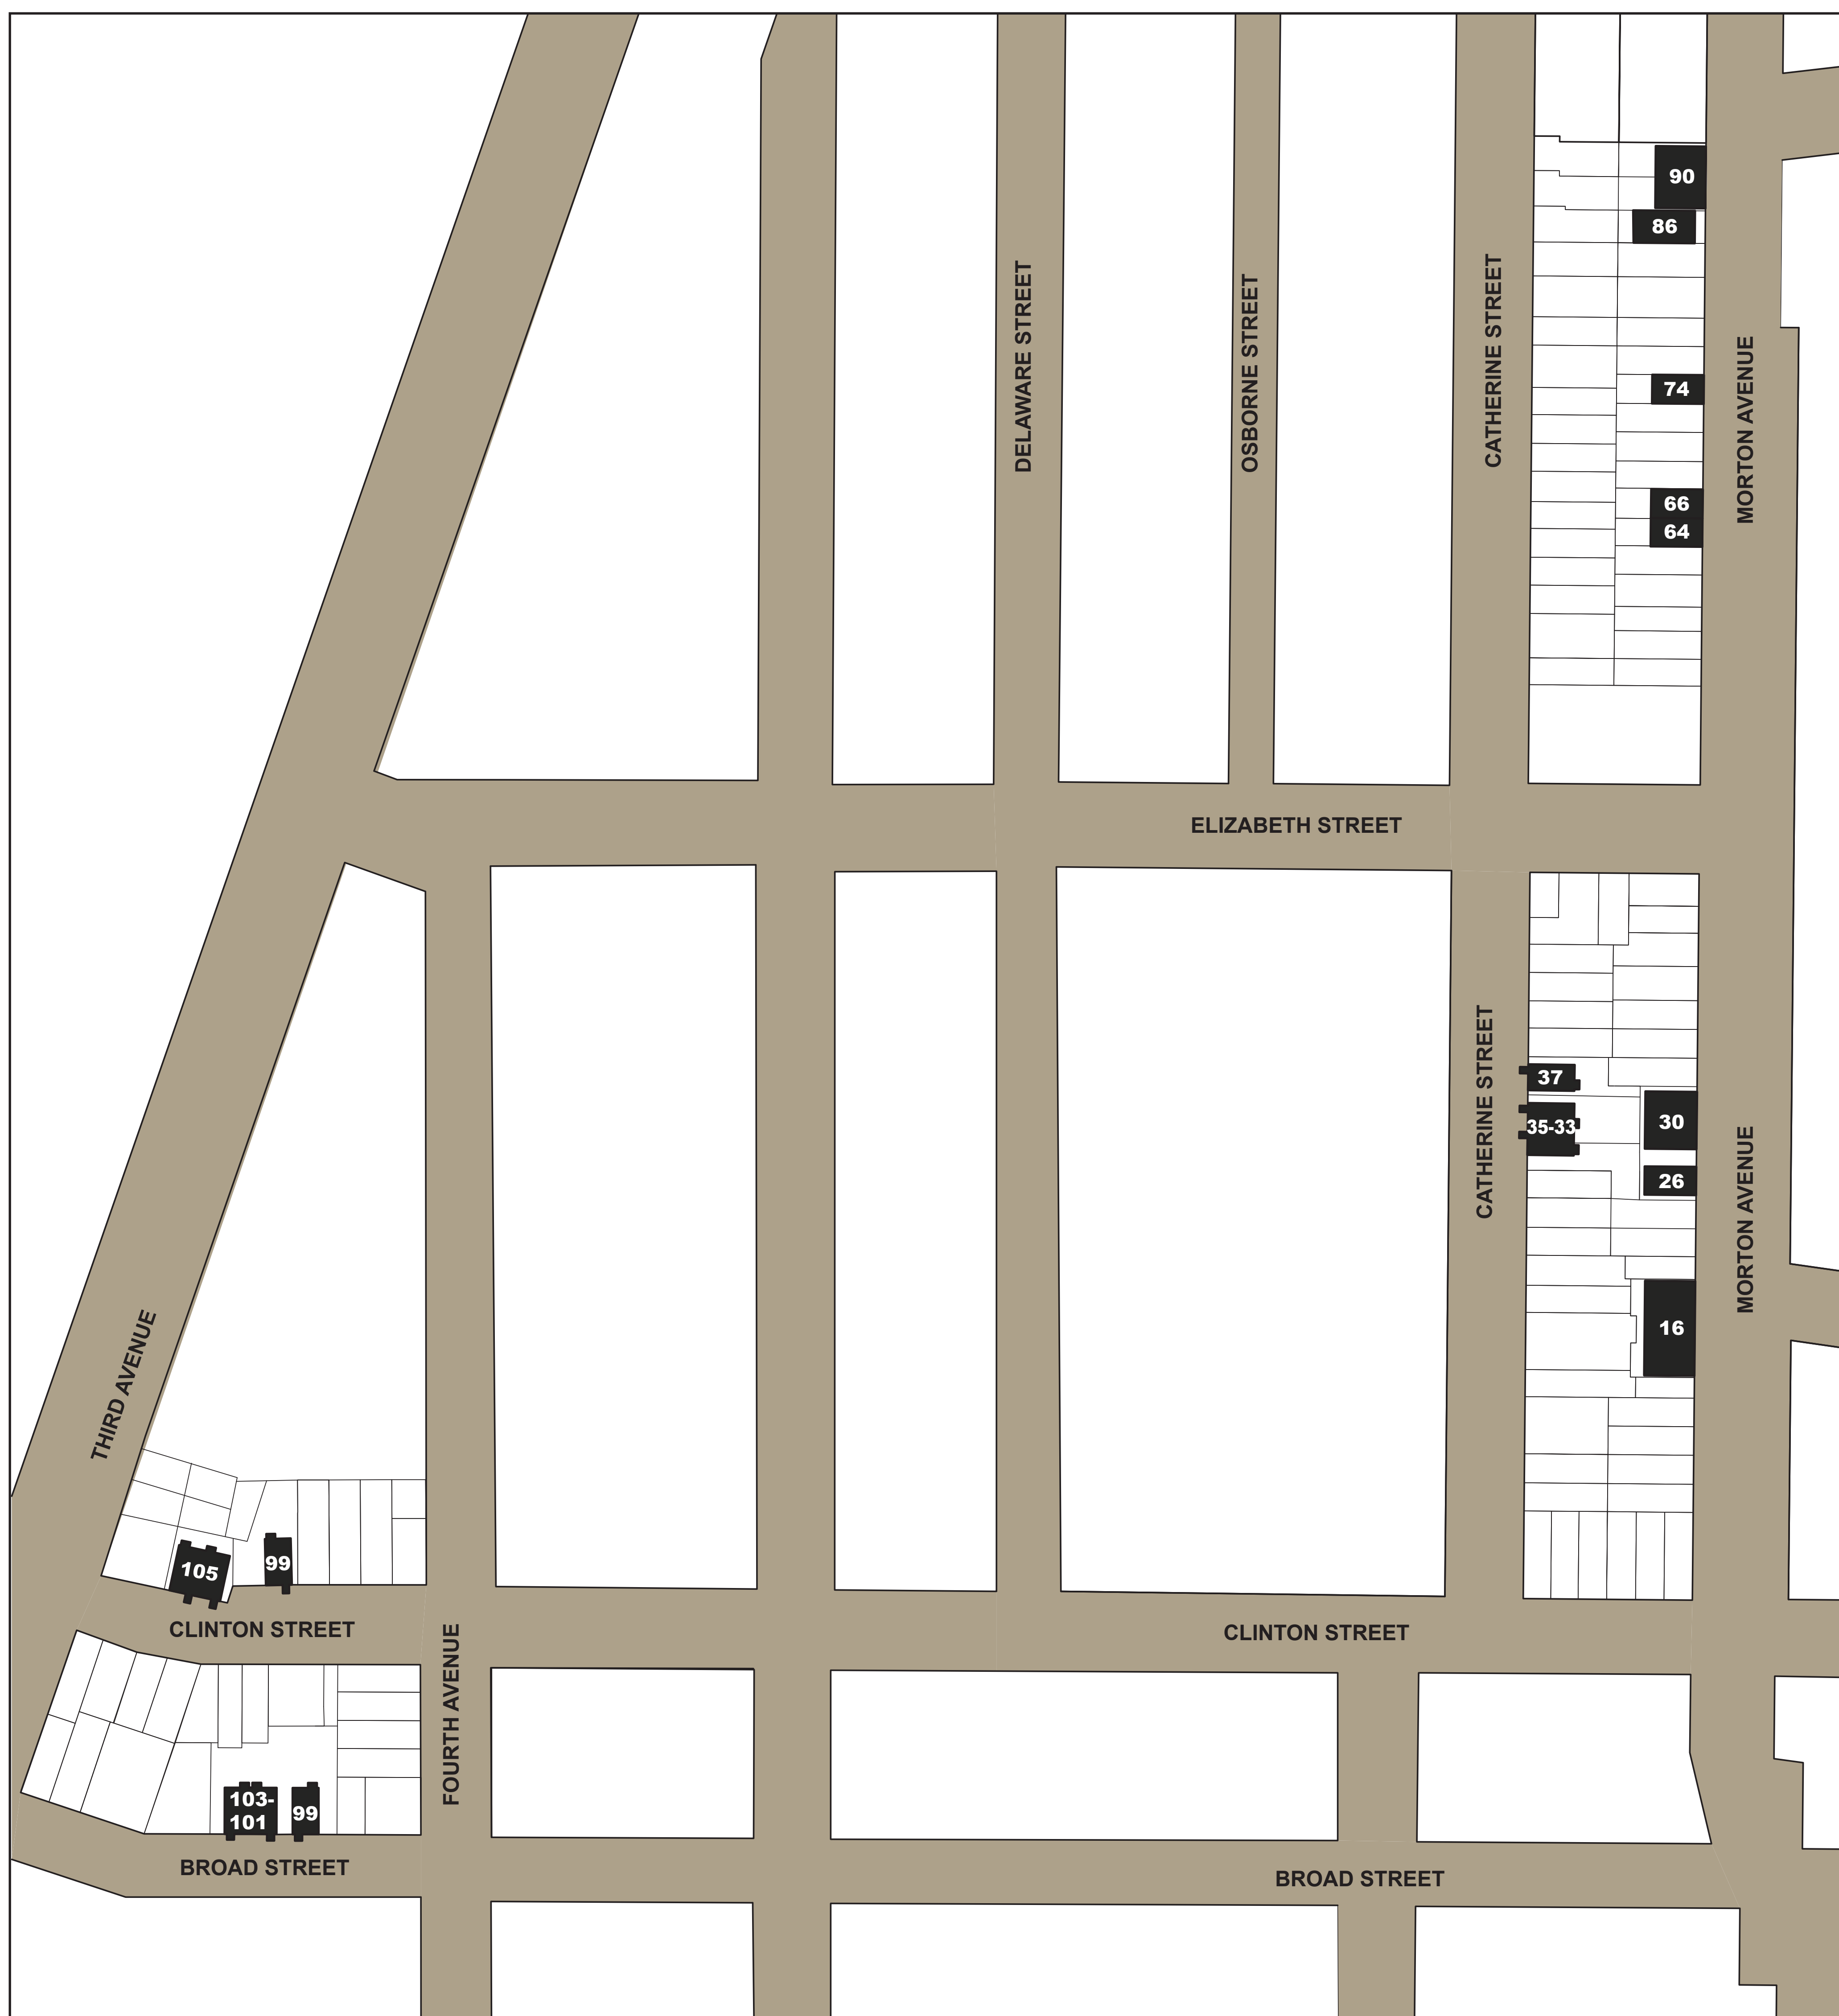 90
86
DELAWARE STREET
OSBORNE STREET
CATHERINE STREET
MORTON AVENUE
74
66
64
ELIZABETH STREET
37
35-33
30
26
CATHERINE STREET
MORTON AVENUE
16
THIRD AVENUE
105
99
CLINTON STREET
CLINTON STREET
FOURTH AVENUE
103-
101
99
BROAD STREET
BROAD STREET